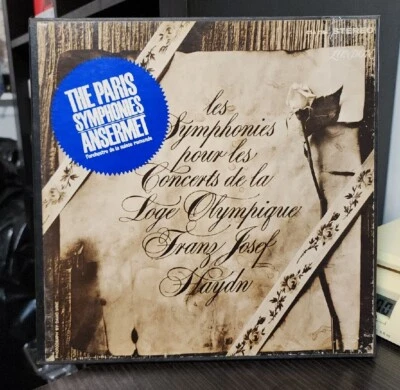 STEREO
THE PARIS
SYMPHONIES
ANSERMET
l'orchestre de la suisse romande
les
Symphonies
pour les
Concerts de la
Loge Olympique
Franz Josef
Haydn